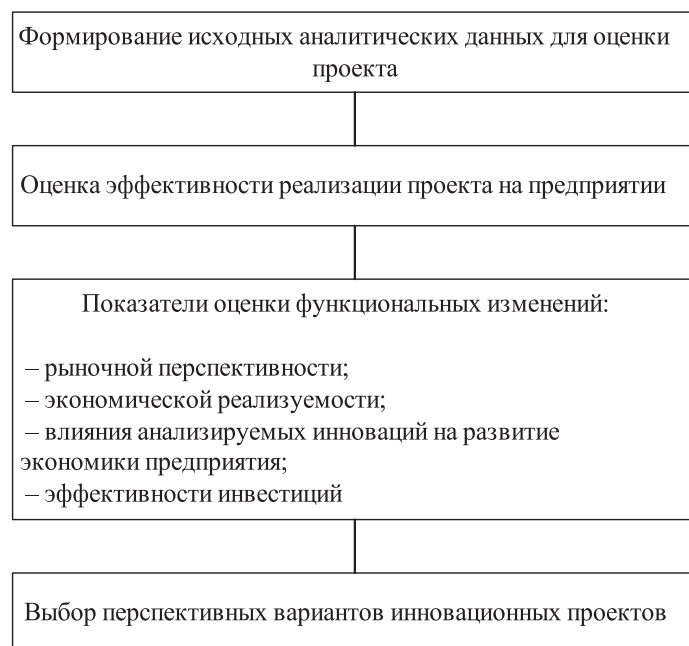 Формирование исходных аналитических данных для оценки
проекта
Оценка эффективности реализации проекта на предприятии
Показатели оценки функциональных изменений:
– рыночной перспективности;
– экономической реализуемости;
– влияния анализируемых инноваций на развитие
экономики предприятия;
– эффективности инвестиций
Выбор перспективных вариантов инновационных проектов